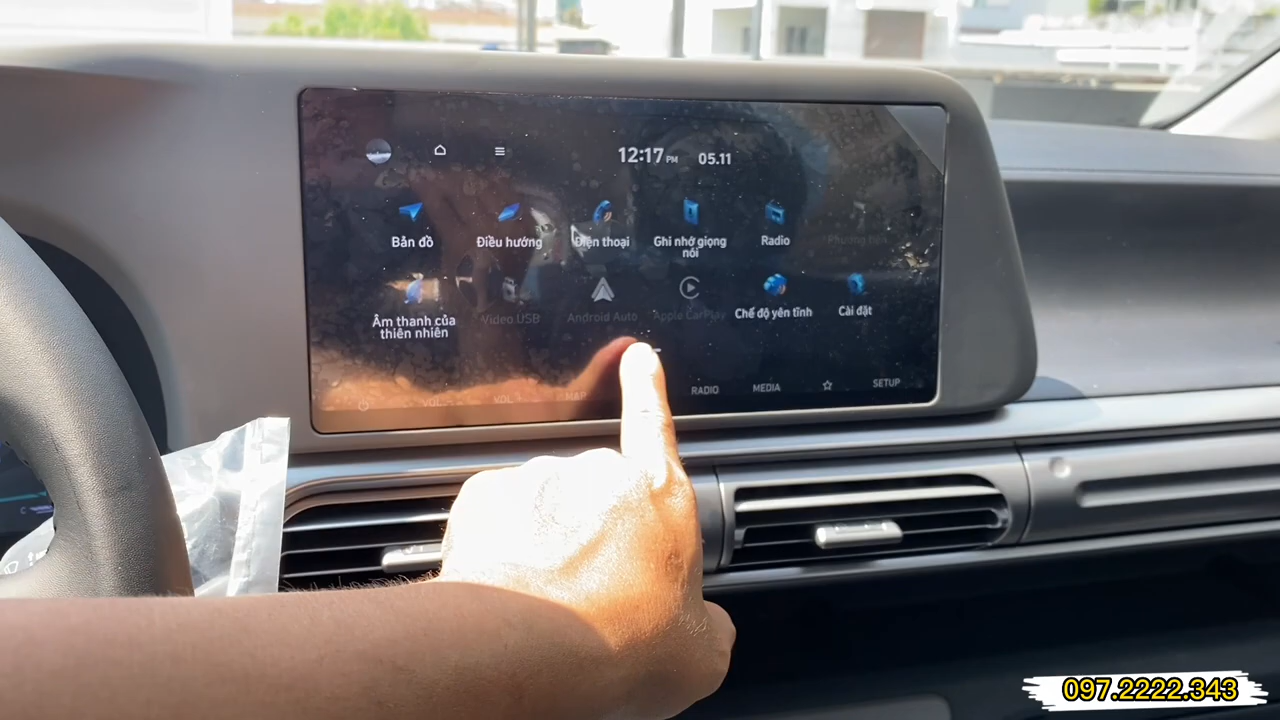 12:17 PM 05.11
Bản đồ
Điều hướng
Điện thoại
Ghi nhớ giọng
nói
Radio
Âm thanh của
thiên nhiên
Video USB
Android Auto
Apple CarPlay
Chế độ yên tĩnh
Cài đặt
MAP
RADIO
MEDIA
SETUP
097.2222.343